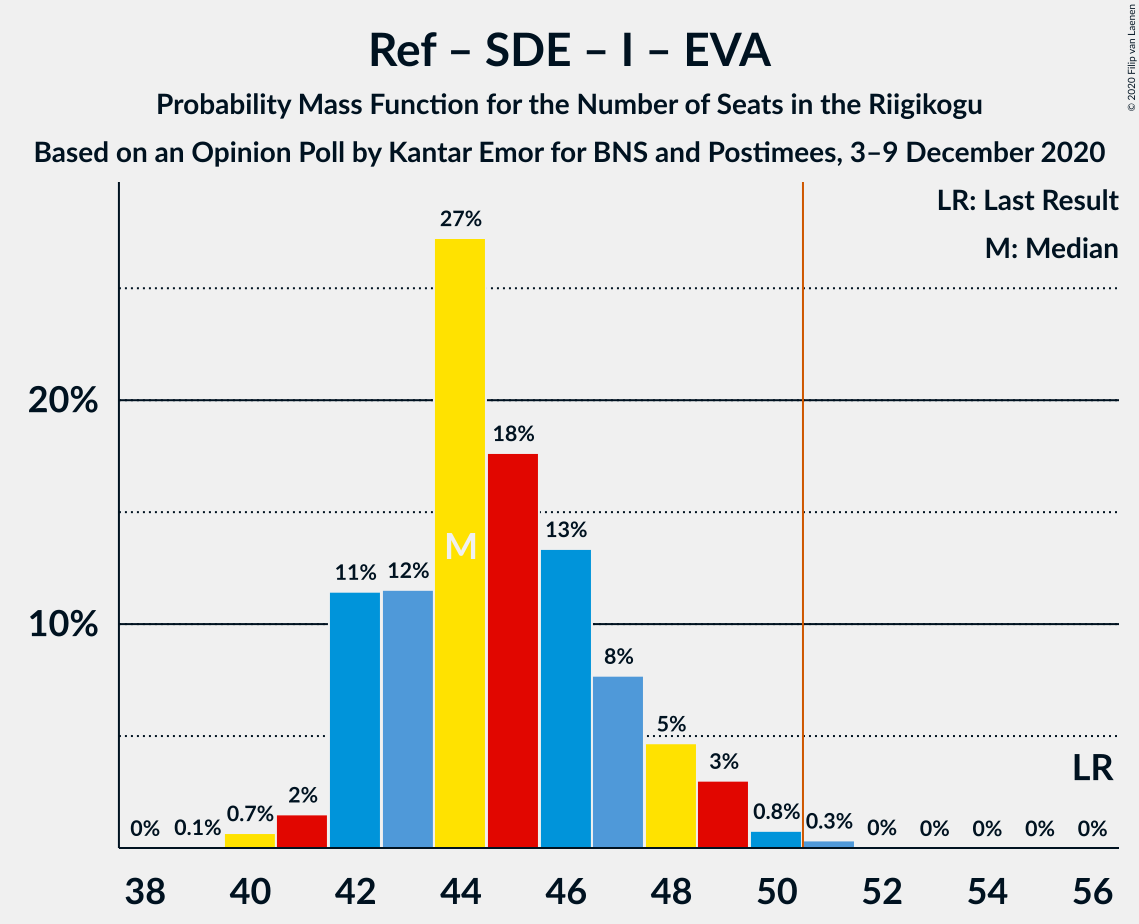 Ref – SDE – I – EVA
Probability Mass Function for the Number of Seats in the Riigikogu
Based on an Opinion Poll by Kantar Emor for BNS and Postimees, 3–9 December 2020
© 2020 Filip van Laenen
LR: Last Result
M: Median
27%
20%
18%
13%
M
11%
12%
10%
8%
5%
3%
LR
2%
0%
0.1%
0.7%
0.8%
0.3%
0%
0%
0%
0%
0%
38 40 42 44 46 48 50 52 54 56